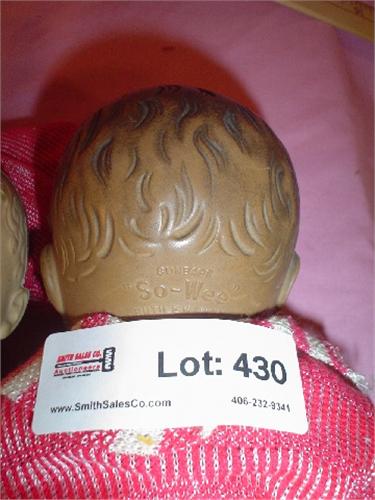 "So-Wee"
SMITH SALES CO.
Auctioneers
Lot: 430
www.SmithSalesCo.com
406-232-9341